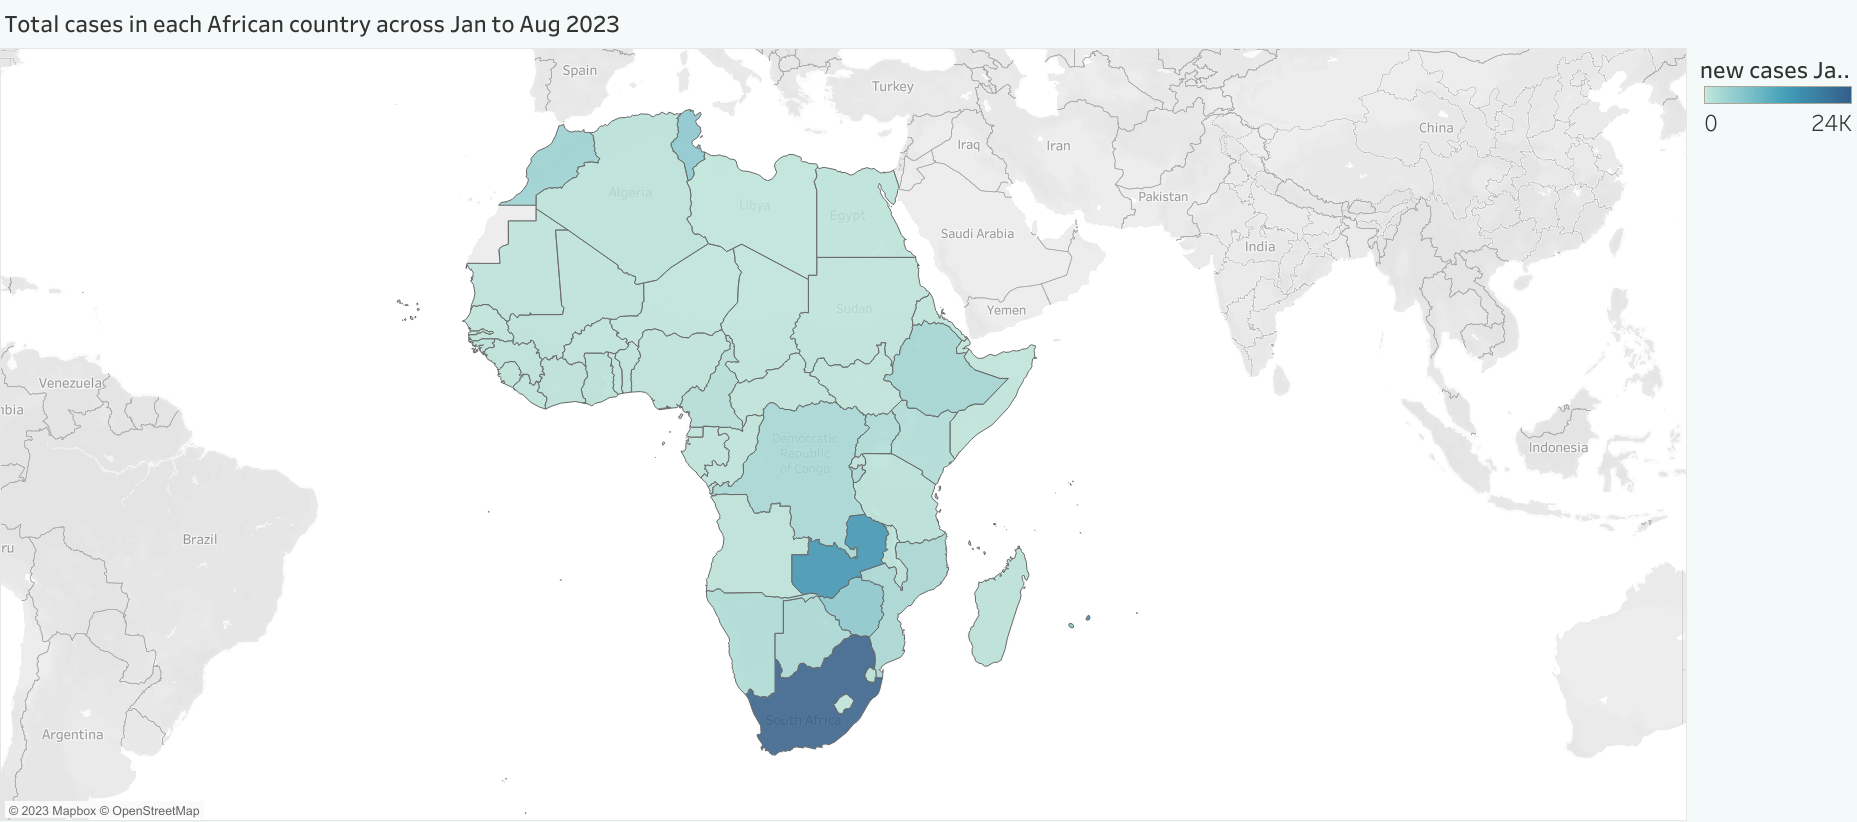 Total cases in each African country across Jan to Aug 2023
new cases Ja..
0
24K
Spain
Turkey
China
Iraq
Iran
Pakistan
Algeria
Libya
Egypt
Saudi Arabia
India
Sudan
Yemen
Venezuela
nbia
Democratic
Republic
of Congo
Indonesia
Brazil
ru
South Africa
Argentina
© 2023 Mapbox © OpenStreetMap